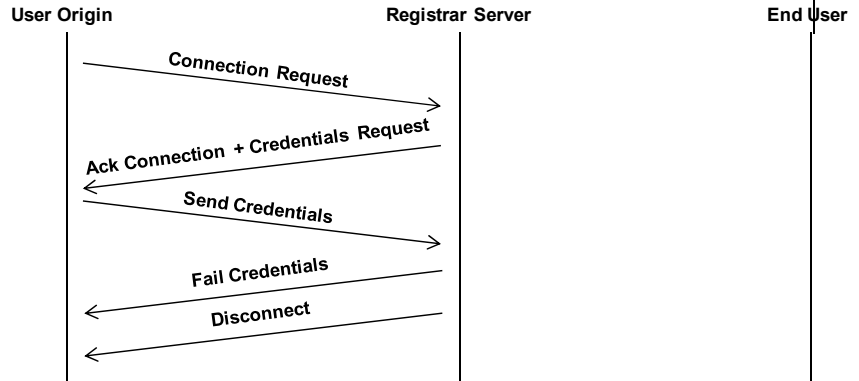 User Origin
Registrar Server
End User
Connection Request
Ack Connection + Credentials Request
Send Credentials
Fail Credentials
Disconnect